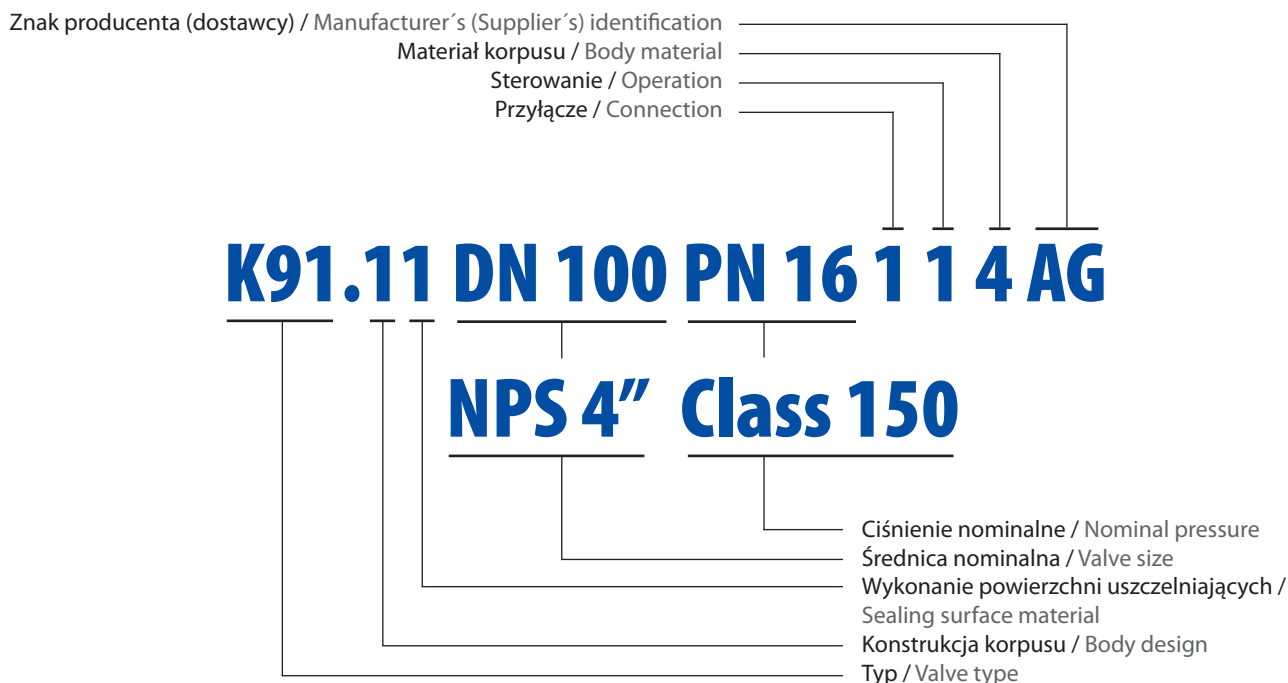 Znak producenta (dostawcy) / Manufacturer´s (Supplier´s) identification
Materiał korpusu / Body material
Sterowanie / Operation
Przyłącze / Connection
K91.11 DN 100 PN 16 1 1 4 AG
NPS 4” Class 150
Ciśnienie nominalne / Nominal pressure
Średnica nominalna / Valve size
Wykonanie powierzchni uszczelniających /
Sealing surface material
Konstrukcja korpusu / Body design
Typ / Valve type